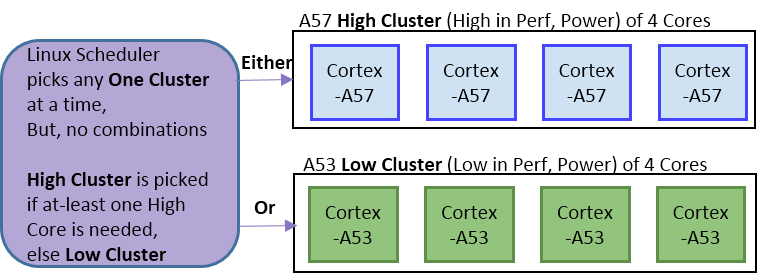 Linux Scheduler
picks any One Cluster
at a time,
But, no combinations
High Cluster is picked
if at-least one High
Core is needed,
else Low Cluster
Either
Or
A57 High Cluster (High in Perf, Power) of 4 Cores
Cortex
-A57
Cortex
-A57
Cortex
-A57
Cortex
-A57
A53 Low Cluster (Low in Perf, Power) of 4 Cores
Cortex
-A53
Cortex
-A53
Cortex
-A53
Cortex
-A53